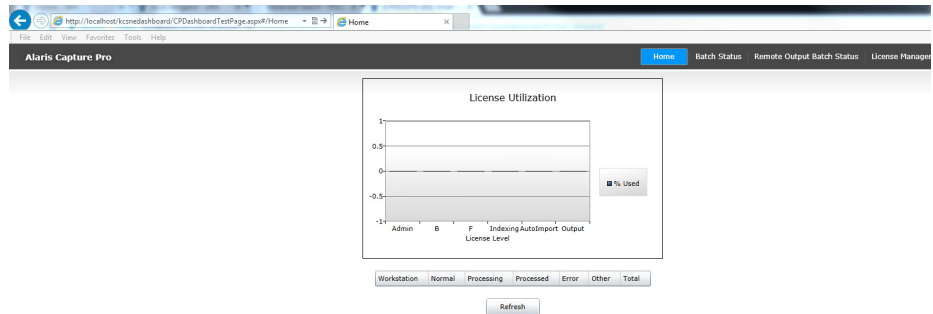 http://localhost/kcsnedashboard/CPDashboardTestPage.aspx#/Home
Home
File Edit View Favorites Tools Help
Alaris Capture Pro
Home Batch Status Remote Output Batch Status License Manager
License Utilization
1
0.5
0
-0.5
-1
% Used
Admin B F Indexing AutoImport Output
License Level
Workstation Normal Processing Processed Error Other Total
Refresh